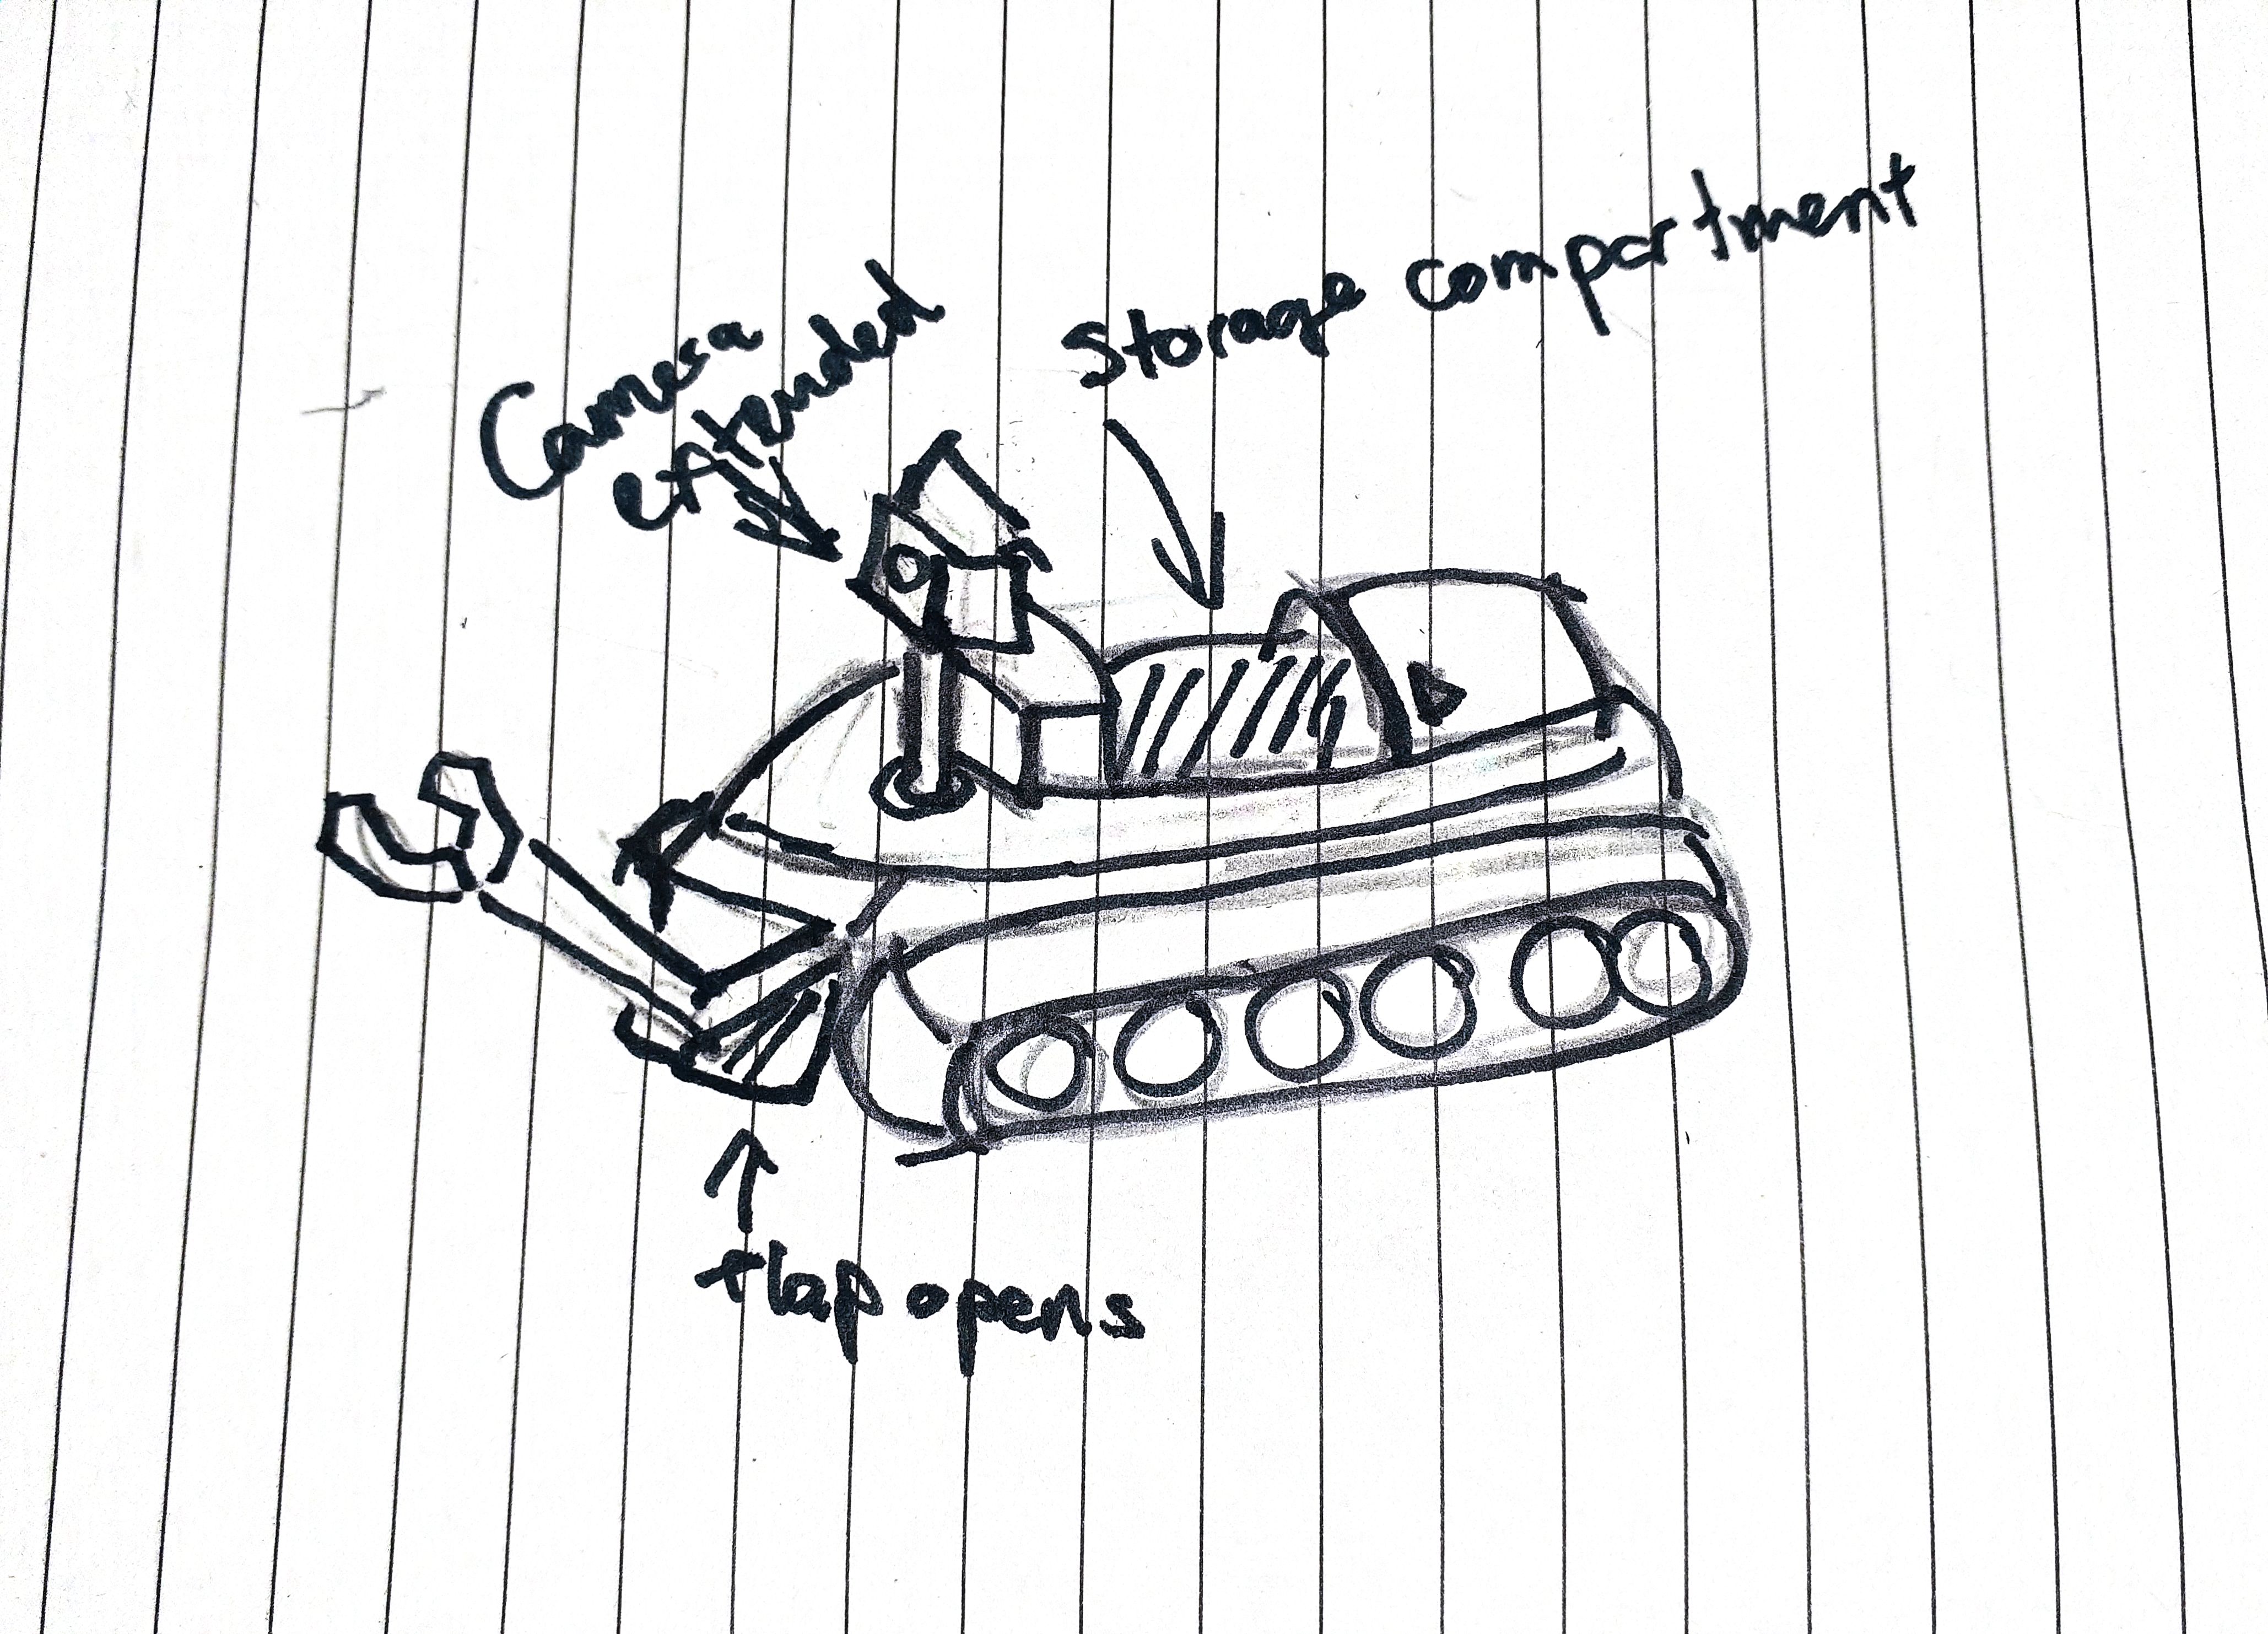 Camera
extended
Storage compartment
flap opens